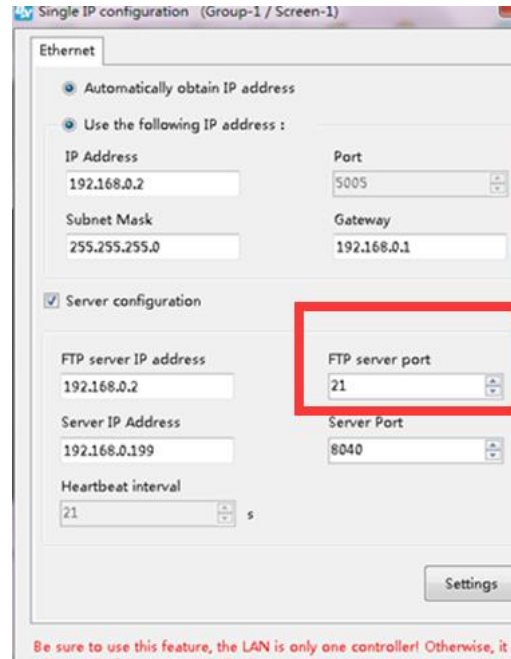 Single IP configuration (Group-1 / Screen-1)
Ethernet
Automatically obtain IP address
Use the following IP address :
IP Address Port
192.168.0.2 5005
Subnet Mask Gateway
255.255.255.0 192.168.0.1
Server configuration
FTP server IP address FTP server port
192.168.0.2 21
Server IP Address Server Port
192.168.0.199 8040
Heartbeat interval
21 s
Settings
Be sure to use this feature, the LAN is only one controller! Otherwise, it